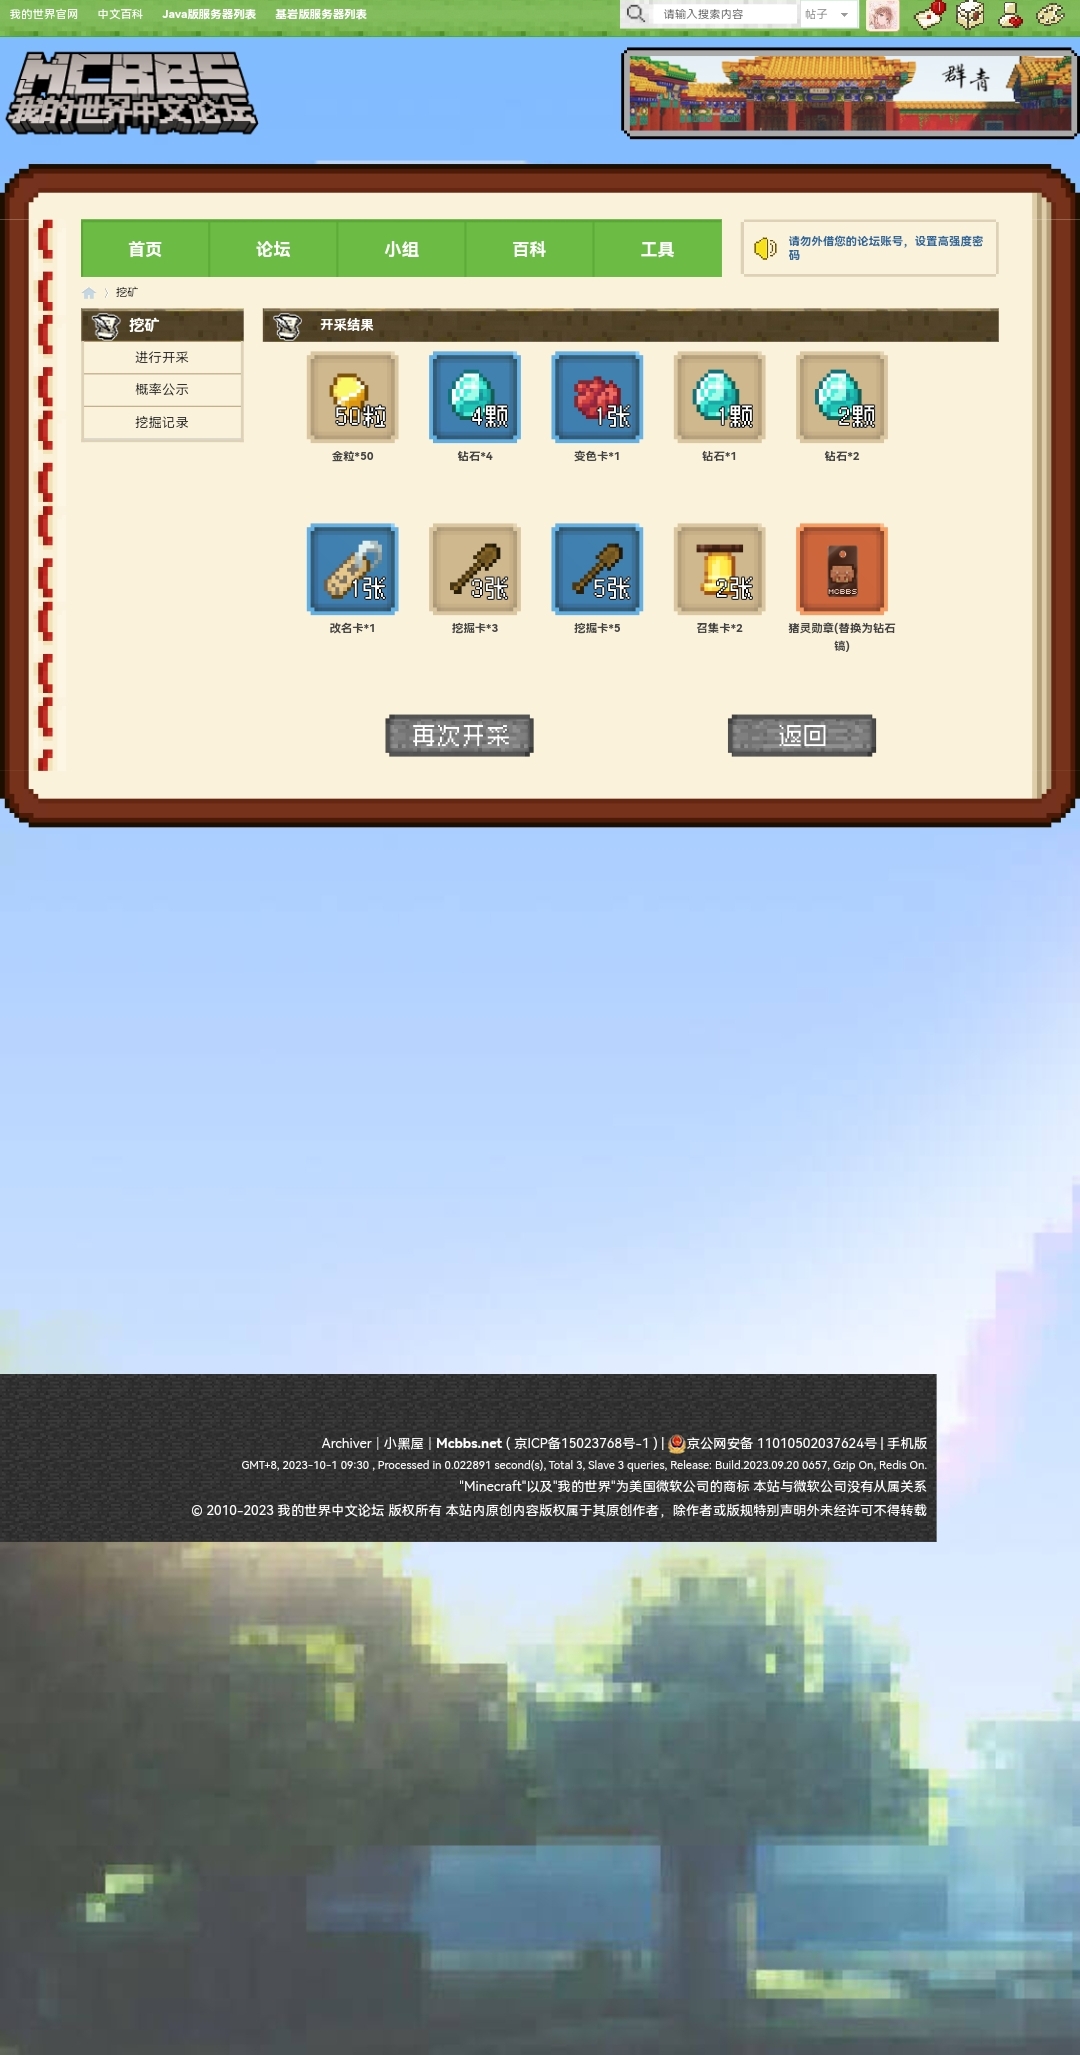 我的世界官网 中文百科 Java版服务器列表 基岩版服务器列表 请输入搜索内容 帖子
MCBBS
我的世界中文论坛
群青
首页 论坛 小组 百科 工具
请勿外借您的论坛账号，设置高强度密
码
挖矿
挖矿
进行开采
概率公示
挖掘记录
开采结果
50粒 4颗 1张 1颗 2颗
金粒*50 钻石*4 变色卡*1 钻石*1 钻石*2
1张 3张 5张 2张 MCBBS
改名卡*1 挖掘卡*3 挖掘卡*5 召集卡*2 猪灵勋章(替换为钻石
镐)
再次开采 返回
Archiver | 小黑屋 | Mcbbs.net ( 京ICP备15023768号-1 ) | 京公网安备 11010502037624号 | 手机版
GMT+8, 2023-10-1 09:30 , Processed in 0.022891 second(s), Total 3, Slave 3 queries, Release: Build.2023.09.20 0657, Gzip On, Redis On.
"Minecraft"以及"我的世界"为美国微软公司的商标 本站与微软公司没有从属关系
© 2010-2023 我的世界中文论坛 版权所有 本站内原创内容版权属于其原创作者，除作者或版规特别声明外未经许可不得转载